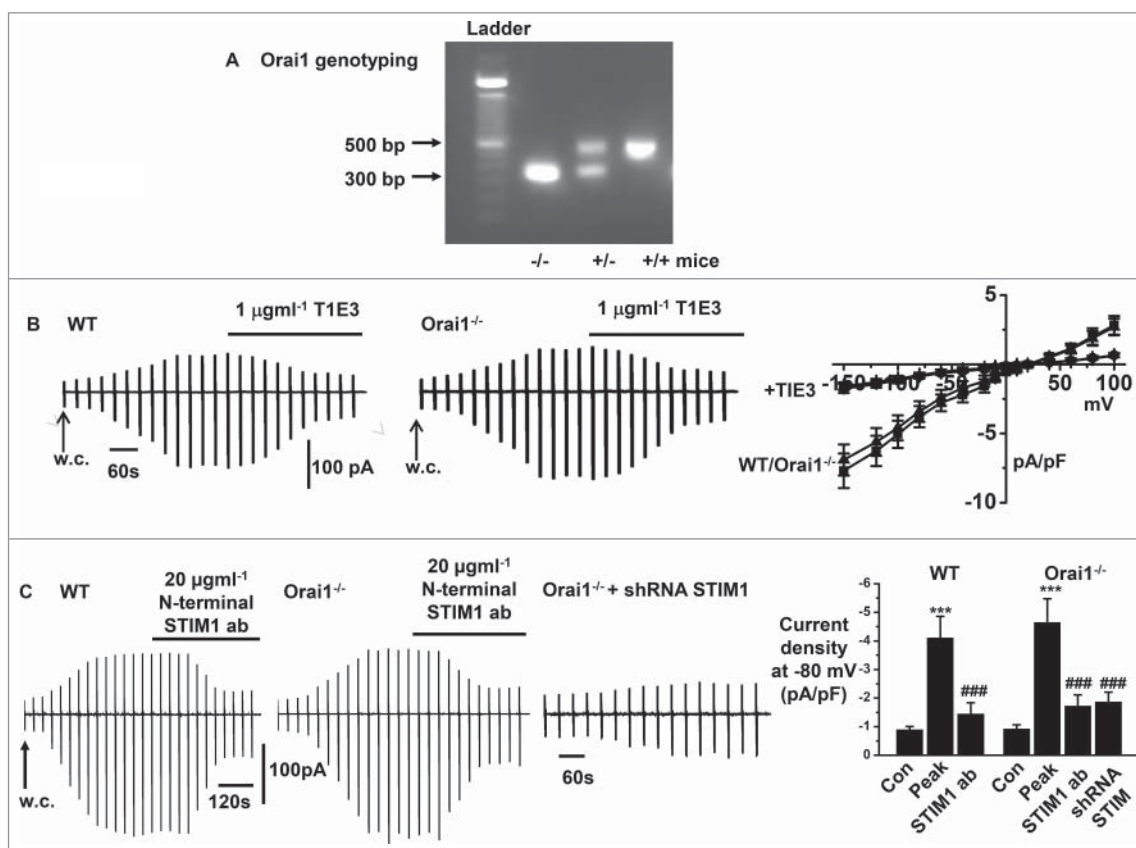 Ladder
A Orai1 genotyping
500 bp
300 bp
-/- +/- +/+ mice
B WT
1 µgml⁻¹ T1E3
w.c.
60s
100 pA
Orai1⁻/⁻
1 µgml⁻¹ T1E3
w.c.
5
-150 -100 -50 50 100
mV
+TIE3
WT/Orai1⁻/⁻
-5
pA/pF
-10
C WT
20 µgml⁻¹
N-terminal
STIM1 ab
w.c.
120s
100pA
Orai1⁻/⁻
20 µgml⁻¹
N-terminal
STIM1 ab
Orai1⁻/⁻ + shRNA STIM1
60s
WT Orai1⁻/⁻
Current
density
at -80 mV
(pA/pF)
-6
-5
-4
-3
-2
-1
0
*** ###
*** ### ###
Con
Peak
STIM1 ab
Con
Peak
STIM1 ab
shRNA
STIM